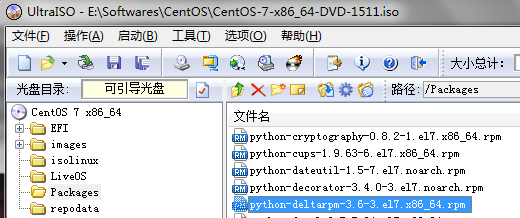 UltraISO - E:\Softwares\CentOS\CentOS-7-x86_64-DVD-1511.iso
文件(F) 操作(A) 启动(B) 工具(T) 选项(O) 帮助(H)
大小总计:
光盘目录: 可引导光盘 路径: /Packages
CentOS 7 x86_64
EFI
images
isolinux
LiveOS
Packages
repodata
文件名
python-cryptography-0.8.2-1.el7.x86_64.rpm
python-cups-1.9.63-6.el7.x86_64.rpm
python-dateutil-1.5-7.el7.noarch.rpm
python-decorator-3.4.0-3.el7.noarch.rpm
python-deltarpm-3.6-3.el7.x86_64.rpm